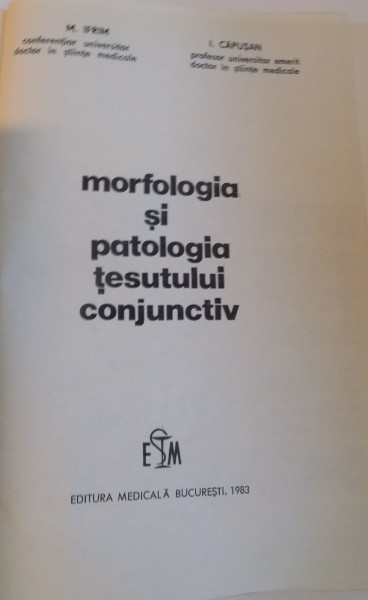 M. IFRIM
conferențiar universitar
doctor în științe medicale
I. CĂPUȘAN
profesor universitar emerit
doctor în științe medicale
morfologia
și
patologia
țesutului
conjunctiv
ESM
EDITURA MEDICALĂ BUCUREȘTI, 1983